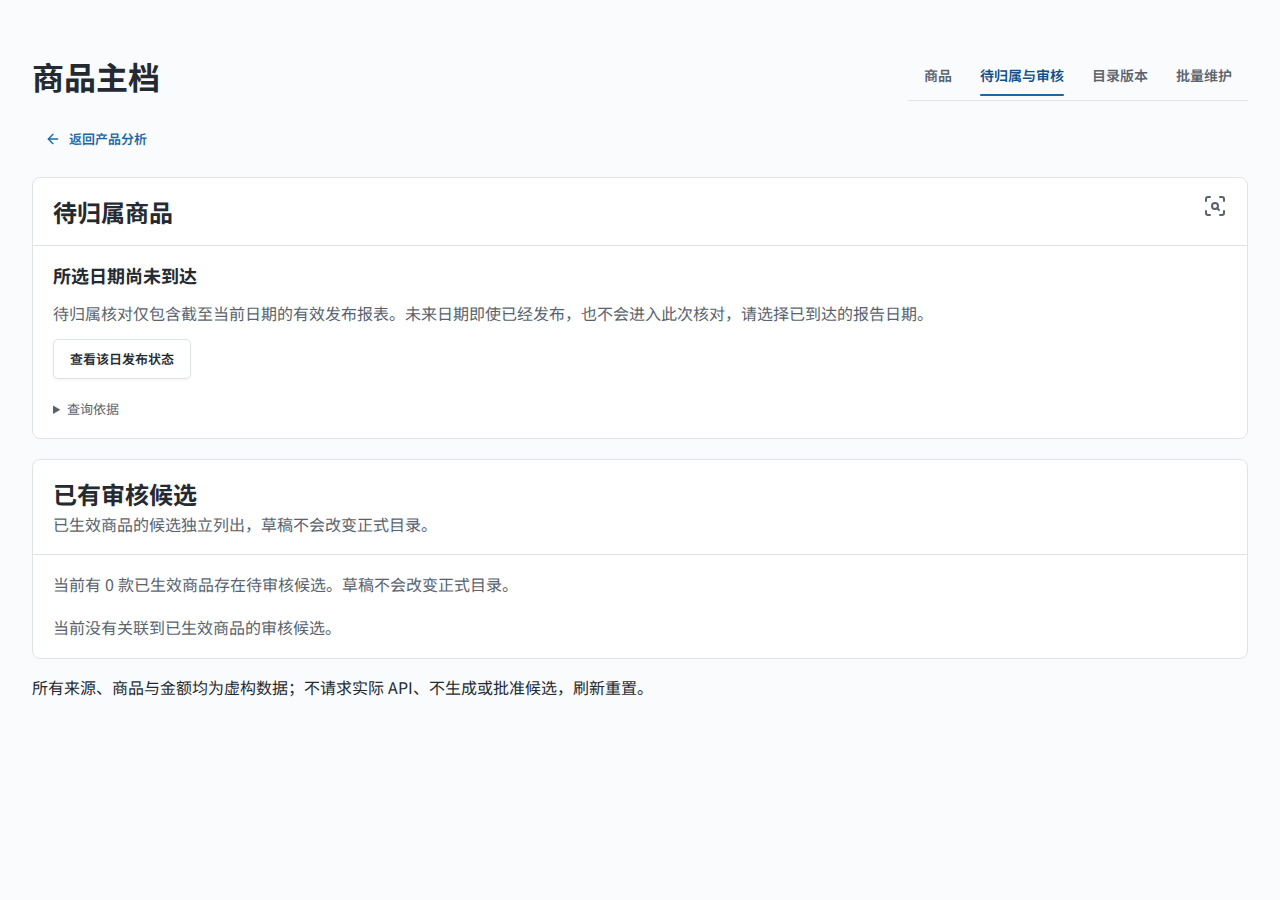 商品主档
商品 待归属与审核 目录版本 批量维护
返回产品分析
待归属商品
所选日期尚未到达
待归属核对仅包含截至当前日期的有效发布报表。未来日期即使已经发布，也不会进入此次核对，请选择已到达的报告日期。
查看该日发布状态
查询依据
已有审核候选
已生效商品的候选独立列出，草稿不会改变正式目录。
当前有 0 款已生效商品存在待审核候选。草稿不会改变正式目录。
当前没有关联到已生效商品的审核候选。
所有来源、商品与金额均为虚构数据；不请求实际 API、不生成或批准候选，刷新重置。